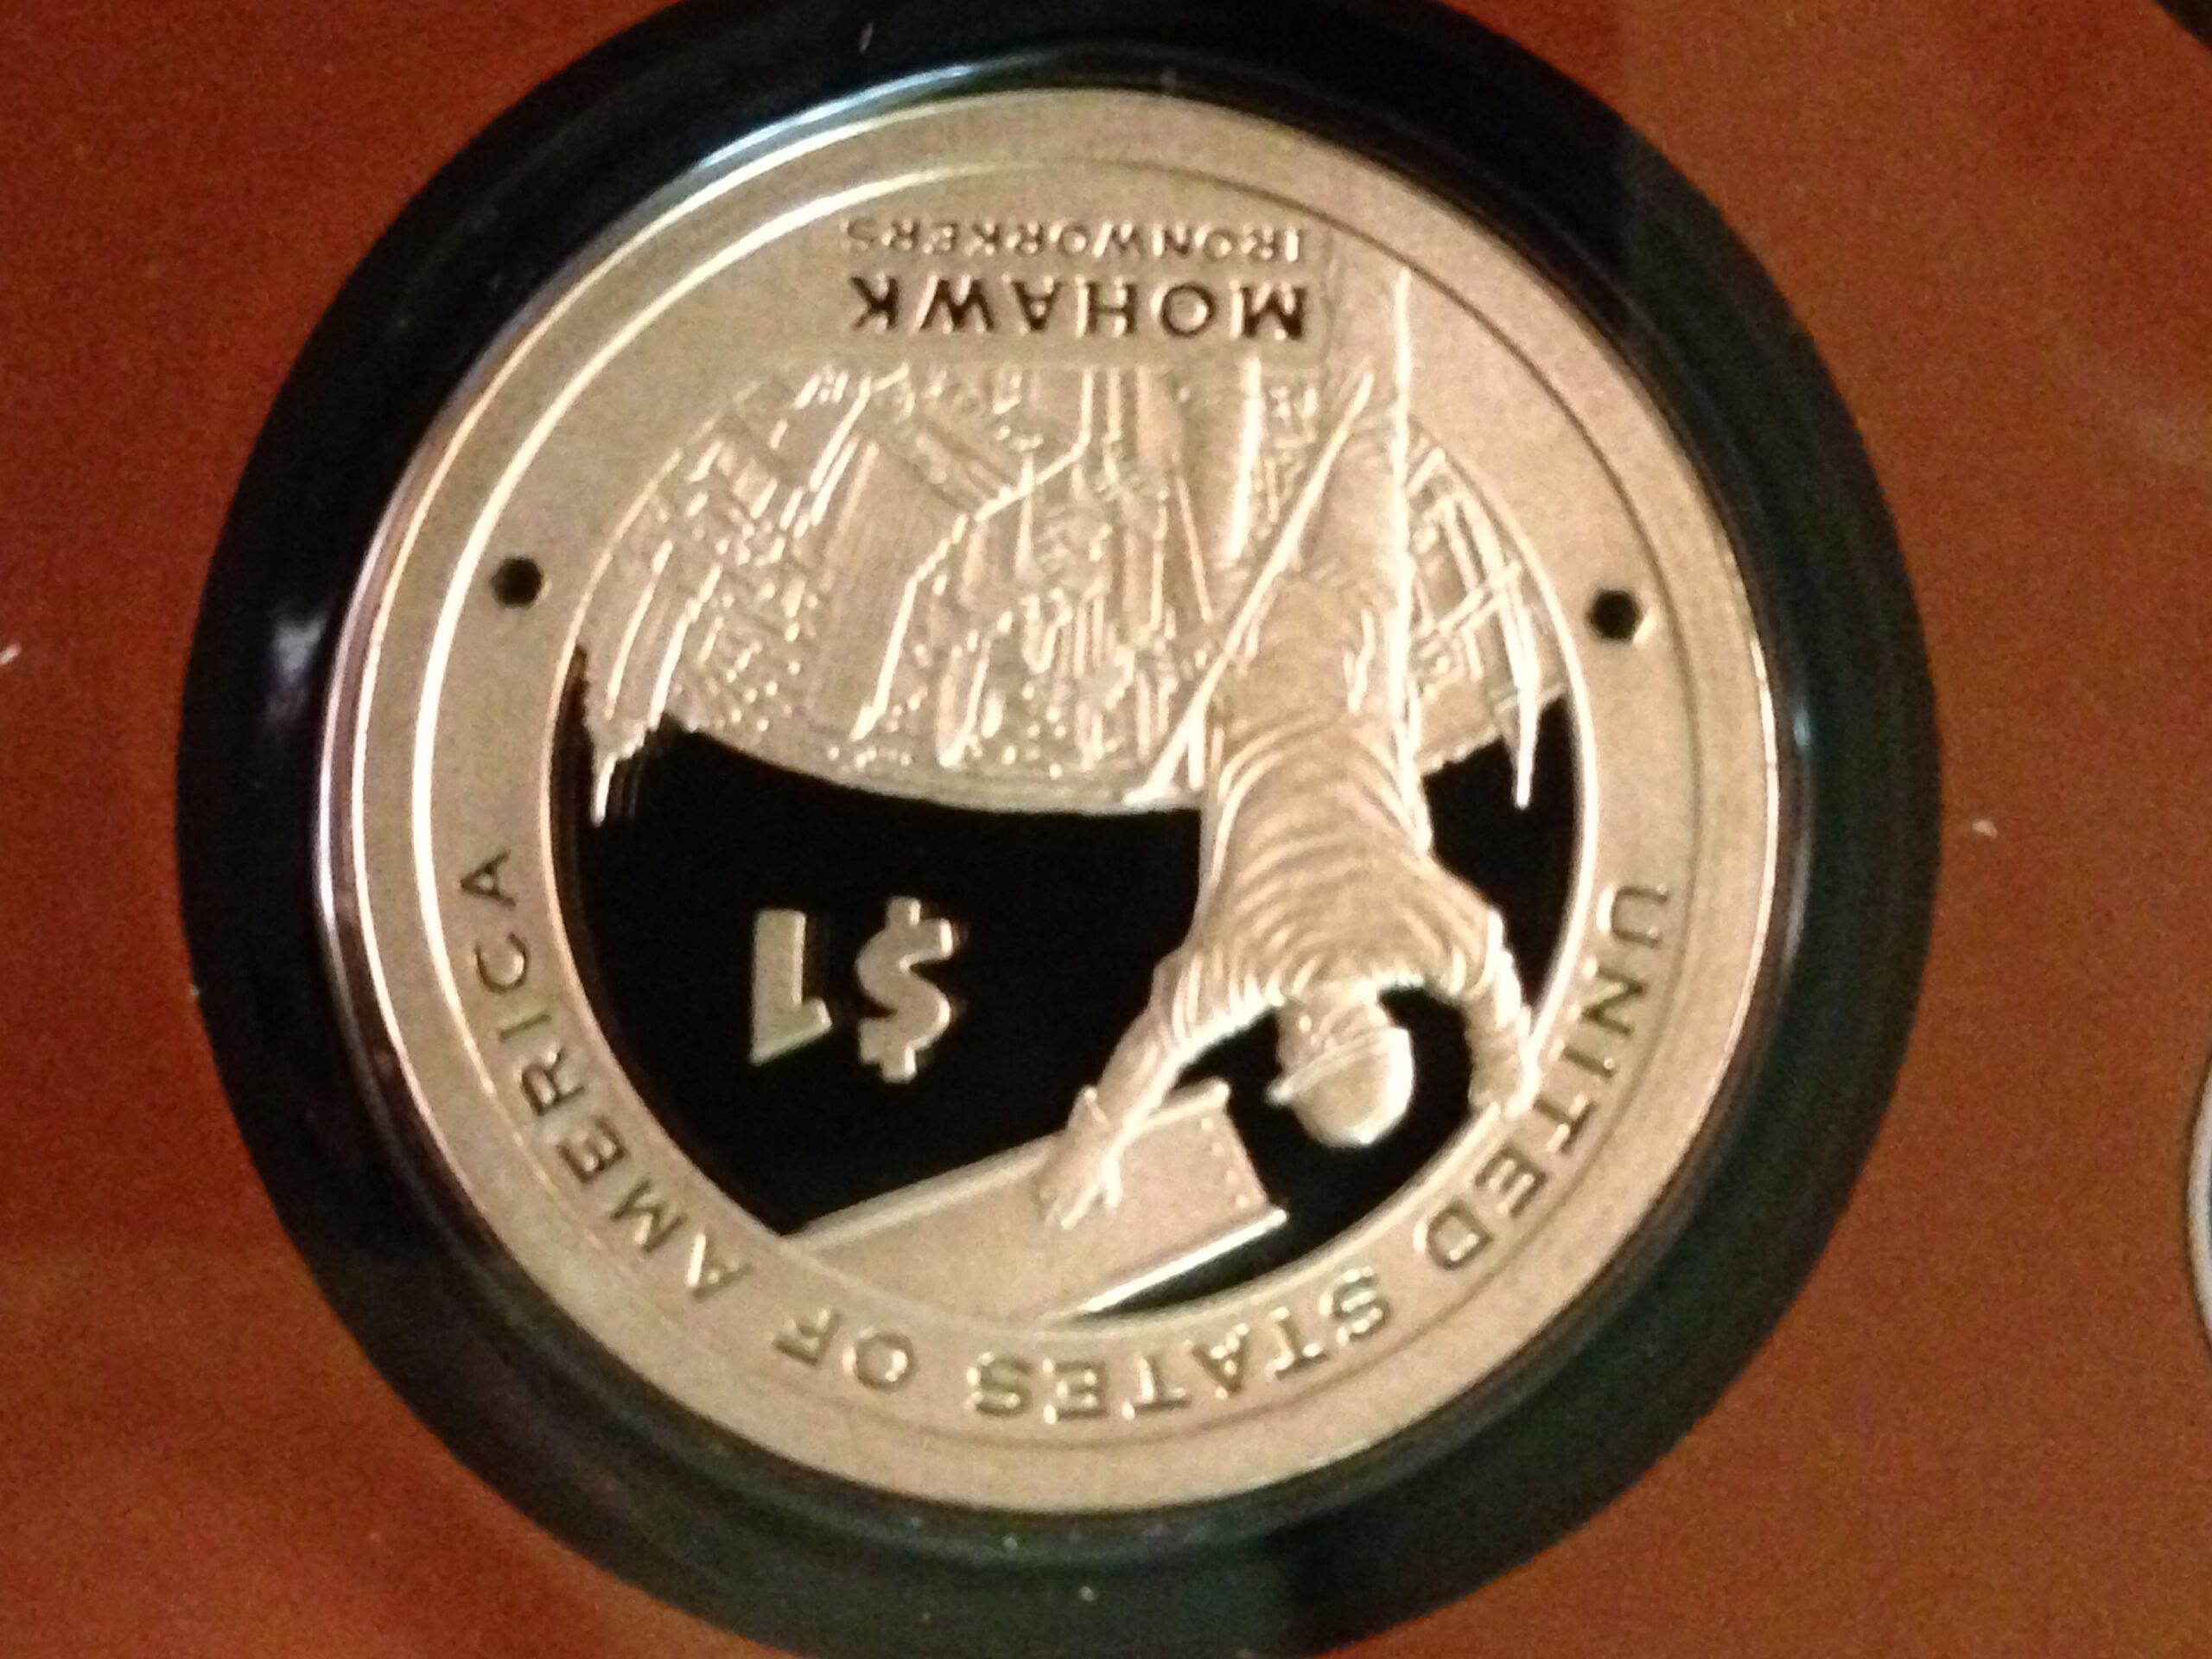 UNITED STATES OF AMERICA
$1
MOHAWK
IRONWORKERS